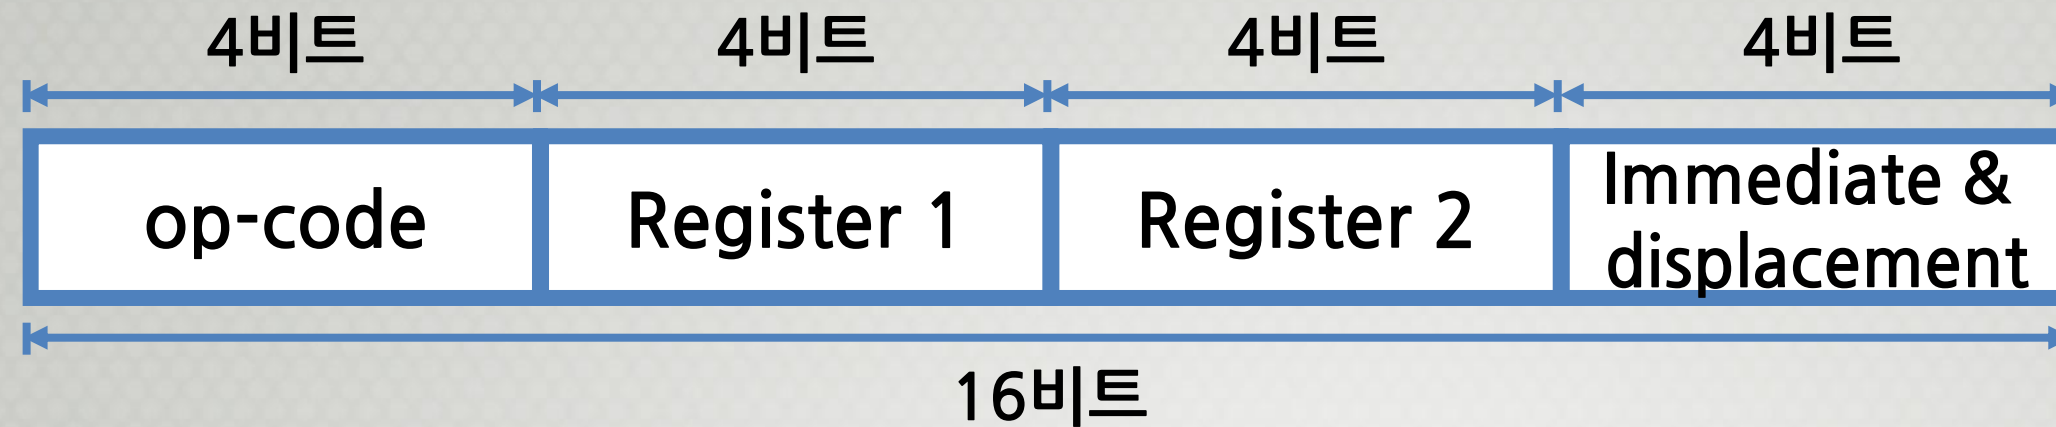 4비트 4비트 4비트 4비트
op-code Register 1 Register 2 Immediate &
displacement
16비트